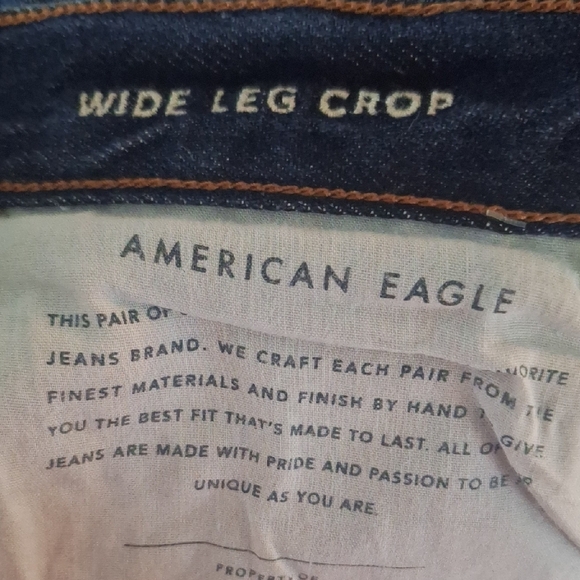 WIDE LEG CROP
AMERICAN EAGLE
THIS PAIR OF
JEANS BRAND. WE CRAFT EACH PAIR FROM THE
FINEST MATERIALS AND FINISH BY HAND
YOU THE BEST FIT THAT'S MADE TO LAST. ALL OF
JEANS ARE MADE WITH PRIDE AND PASSION TO BE
UNIQUE AS YOU ARE.